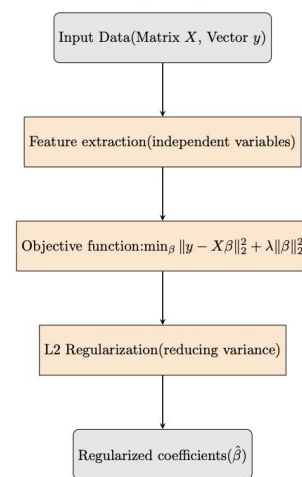 Input Data(Matrix X, Vector y)
Feature extraction(independent variables)
Objective function:min_β ‖y − Xβ‖₂² + λ‖β‖₂²
L2 Regularization(reducing variance)
Regularized coefficients(β̂)